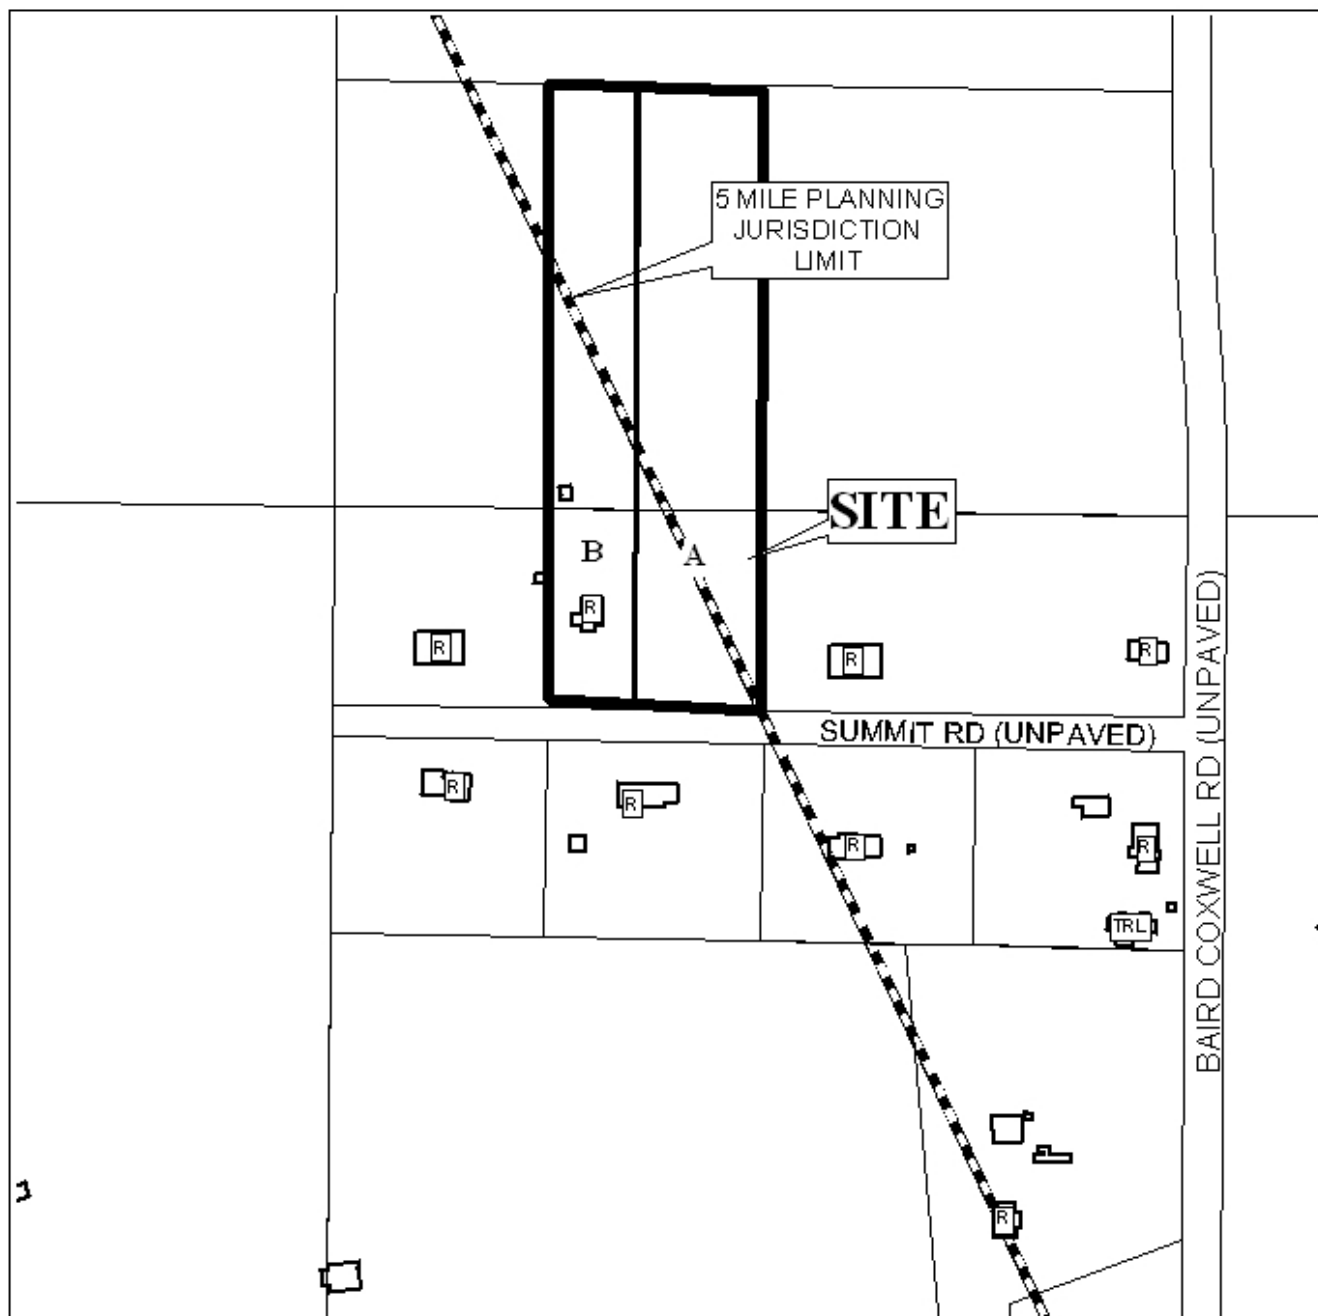 5 MILE PLANNING
JURISDICTION
LIMIT
SITE
B
A
R
R
R
R
SUMMIT RD (UNPAVED)
BAIRD COXWELL RD (UNPAVED)
R
R
R
R
TRL
R